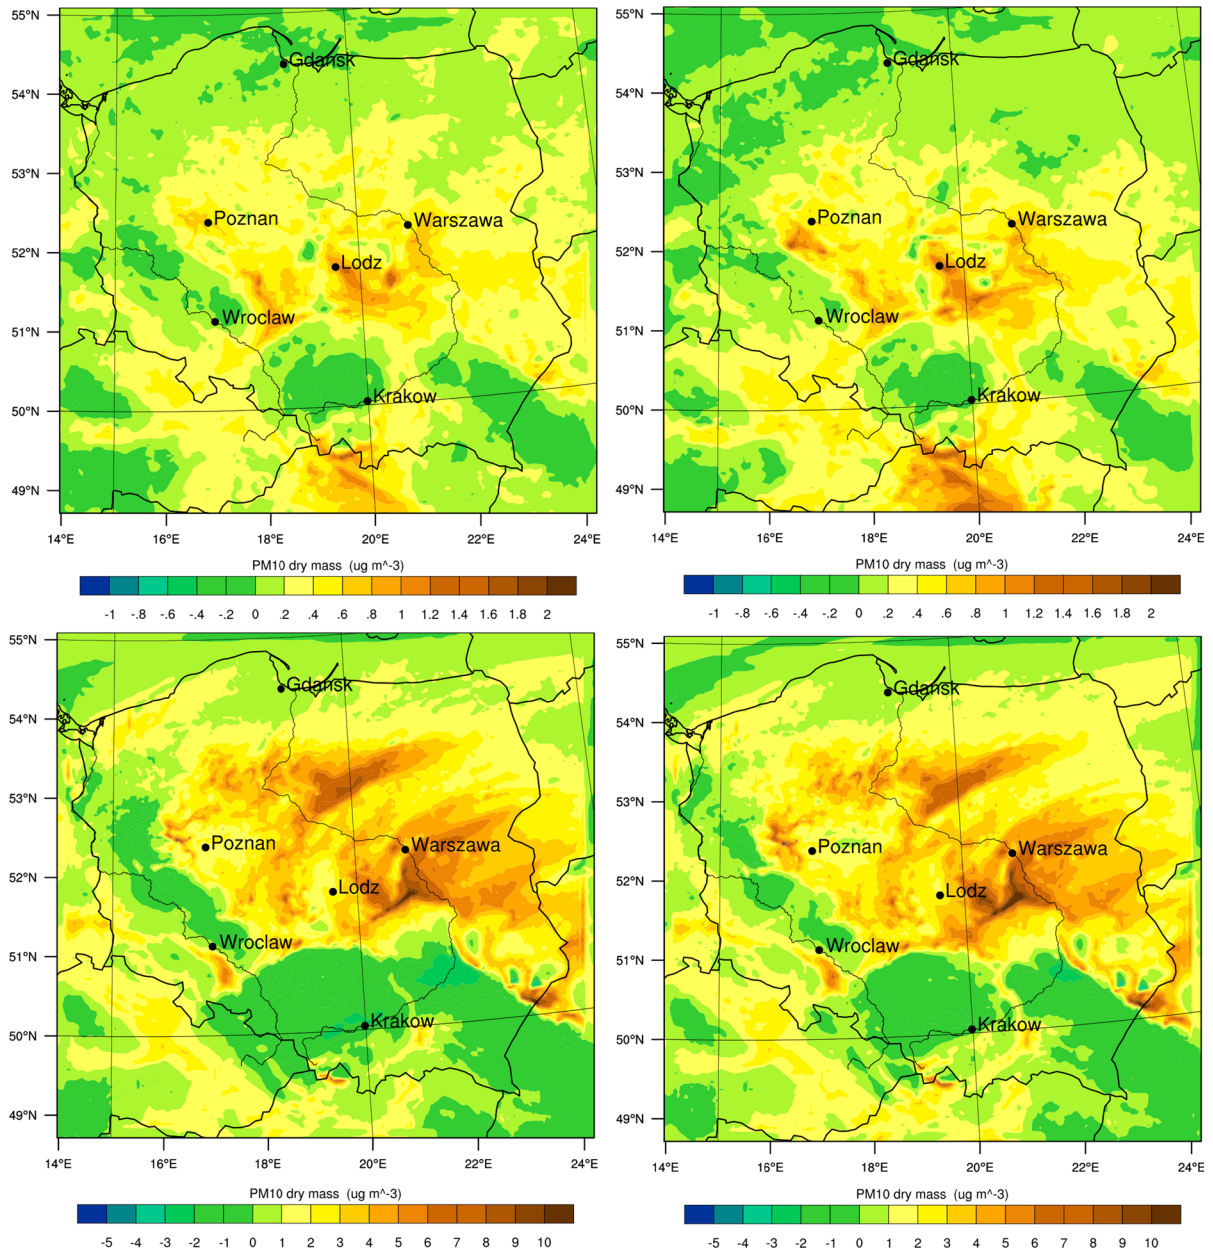 55°N
54°N
53°N
52°N
51°N
50°N
49°N
Gdansk
Poznan
Warszawa
Lodz
Wroclaw
Krakow
14°E 16°E 18°E 20°E 22°E 24°E
PM10 dry mass (ug m^-3)
-1 -.8 -.6 -.4 -.2 0 .2 .4 .6 .8 1 1.2 1.4 1.6 1.8 2
55°N
54°N
53°N
52°N
51°N
50°N
49°N
Gdansk
Poznan
Warszawa
Lodz
Wroclaw
Krakow
14°E 16°E 18°E 20°E 22°E 24°E
PM10 dry mass (ug m^-3)
-1 -.8 -.6 -.4 -.2 0 .2 .4 .6 .8 1 1.2 1.4 1.6 1.8 2
55°N
54°N
53°N
52°N
51°N
50°N
49°N
Gdansk
Poznan
Warszawa
Lodz
Wroclaw
Krakow
14°E 16°E 18°E 20°E 22°E 24°E
PM10 dry mass (ug m^-3)
-5 -4 -3 -2 -1 0 1 2 3 4 5 6 7 8 9 10
55°N
54°N
53°N
52°N
51°N
50°N
49°N
Gdansk
Poznan
Warszawa
Lodz
Wroclaw
Krakow
14°E 16°E 18°E 20°E 22°E 24°E
PM10 dry mass (ug m^-3)
-5 -4 -3 -2 -1 0 1 2 3 4 5 6 7 8 9 10